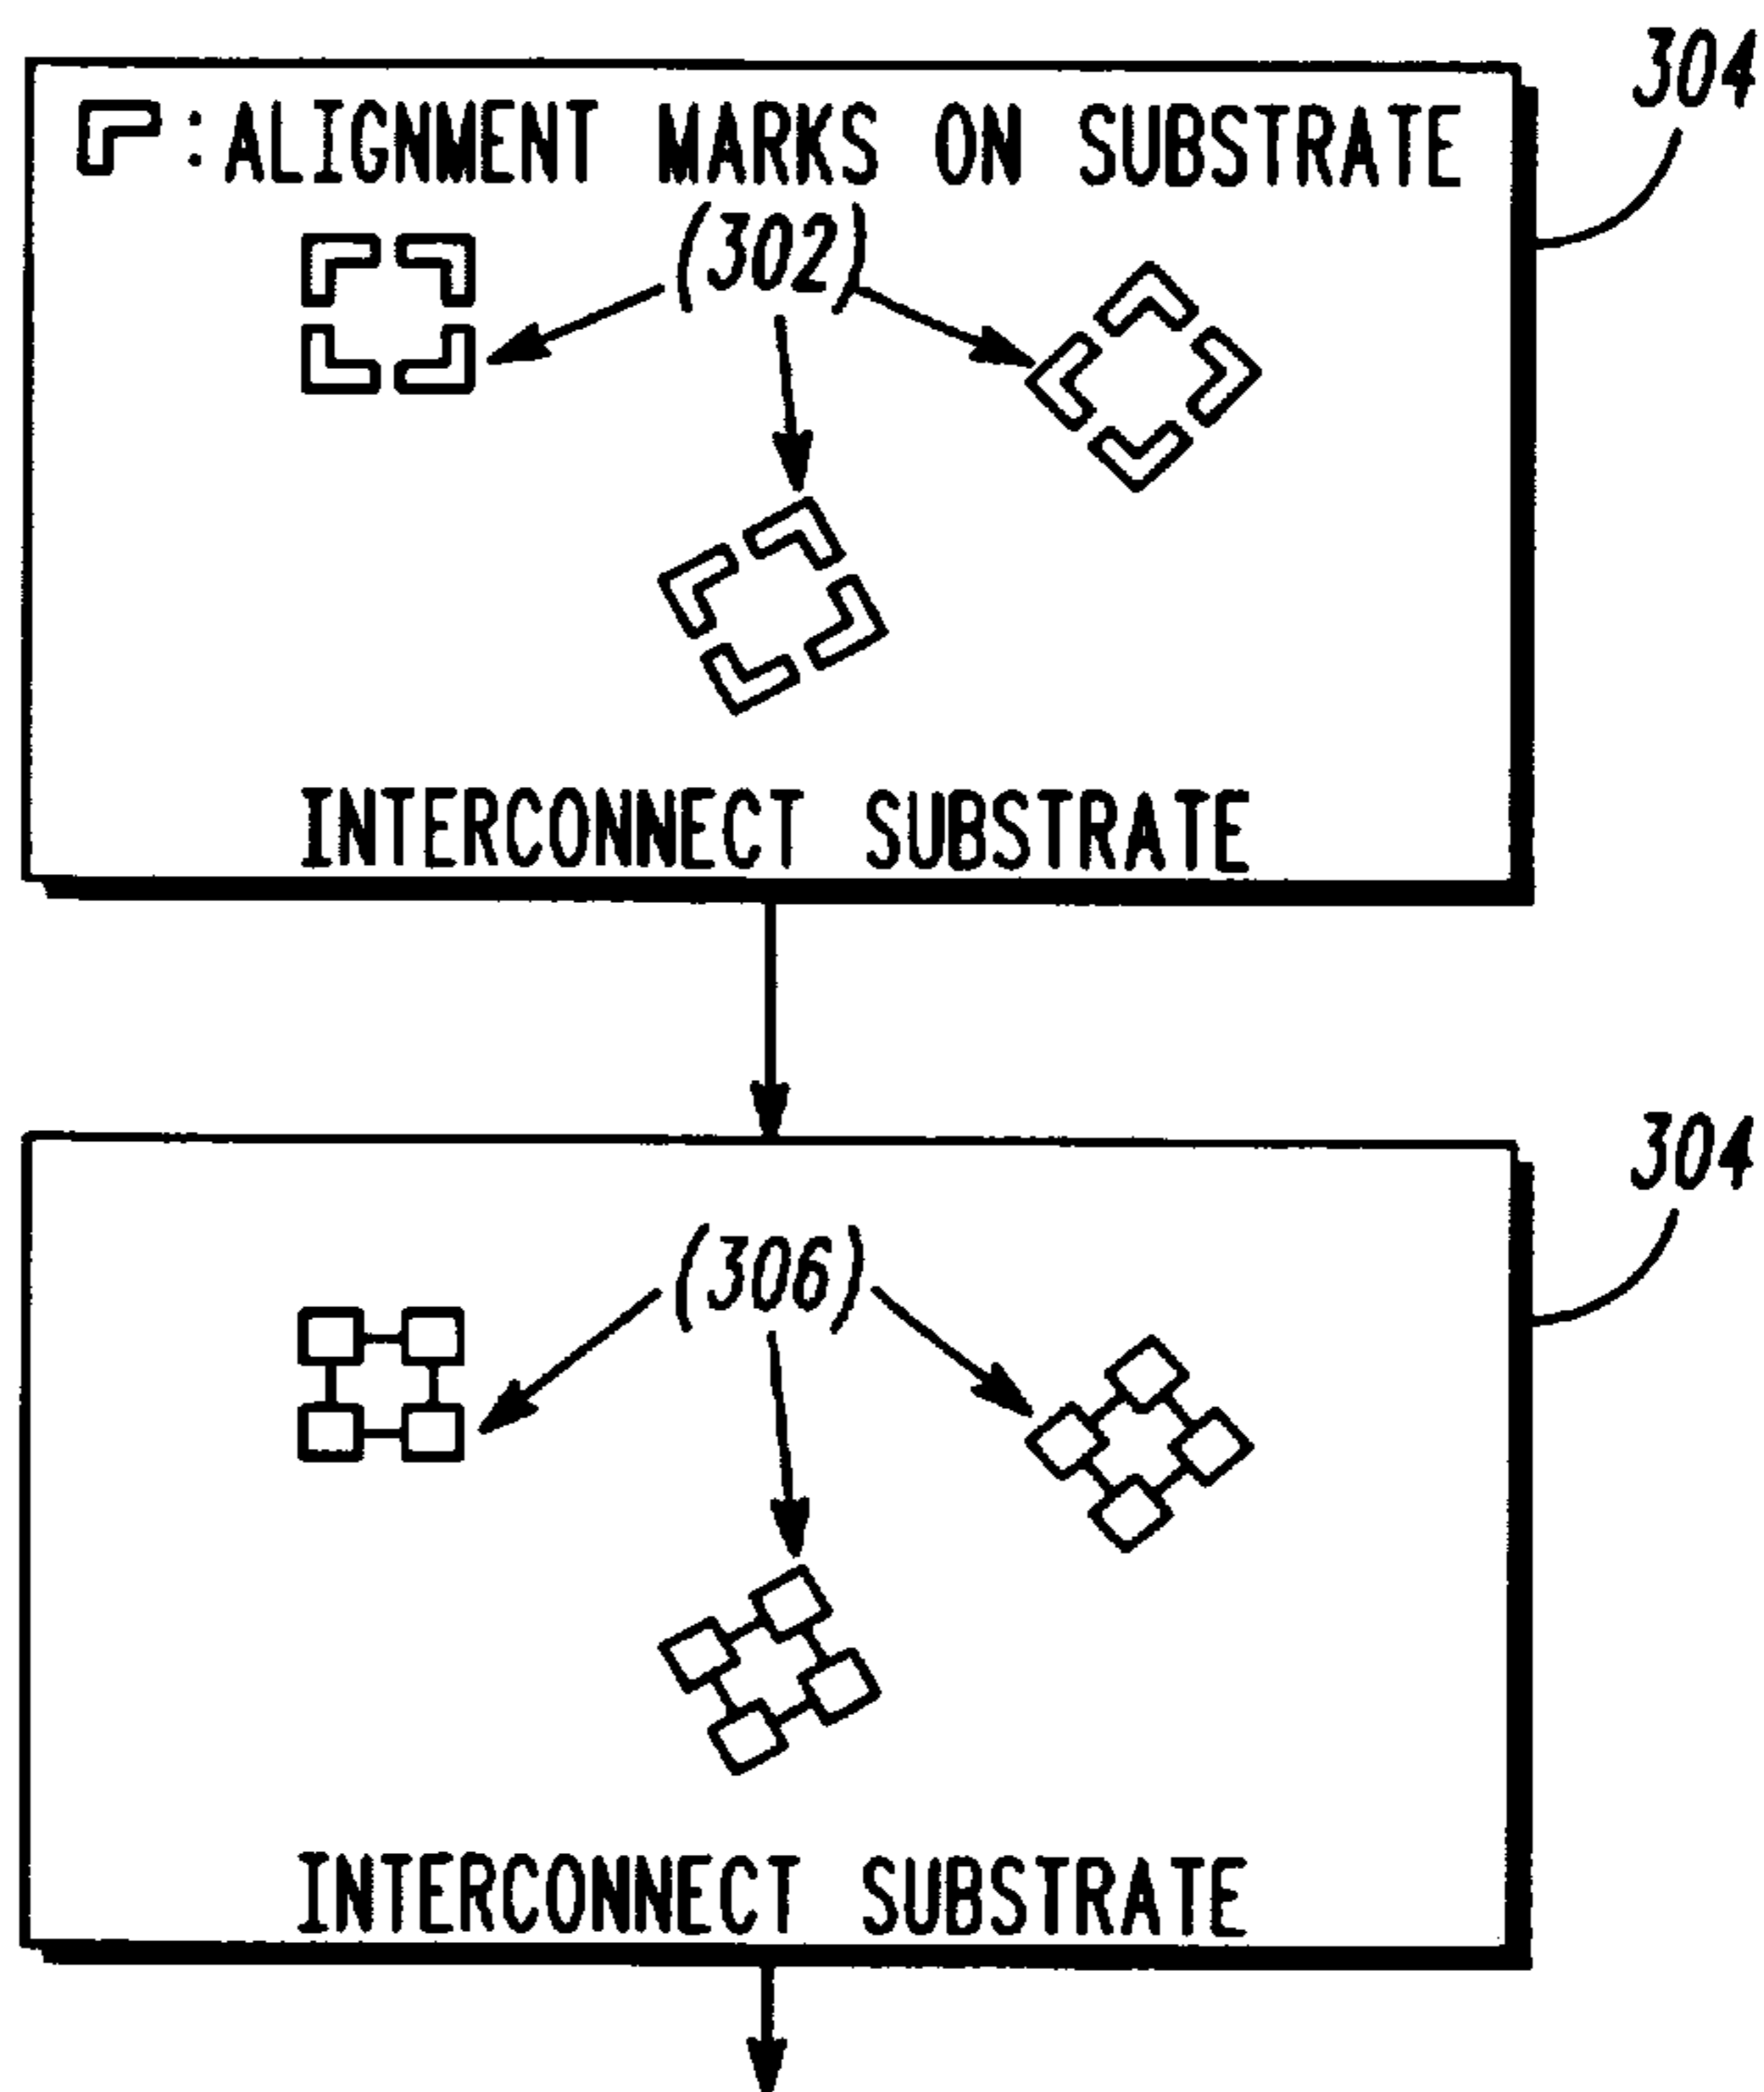 304
:ALIGNMENT MARKS ON SUBSTRATE
(302)
INTERCONNECT SUBSTRATE
304
(306)
INTERCONNECT SUBSTRATE